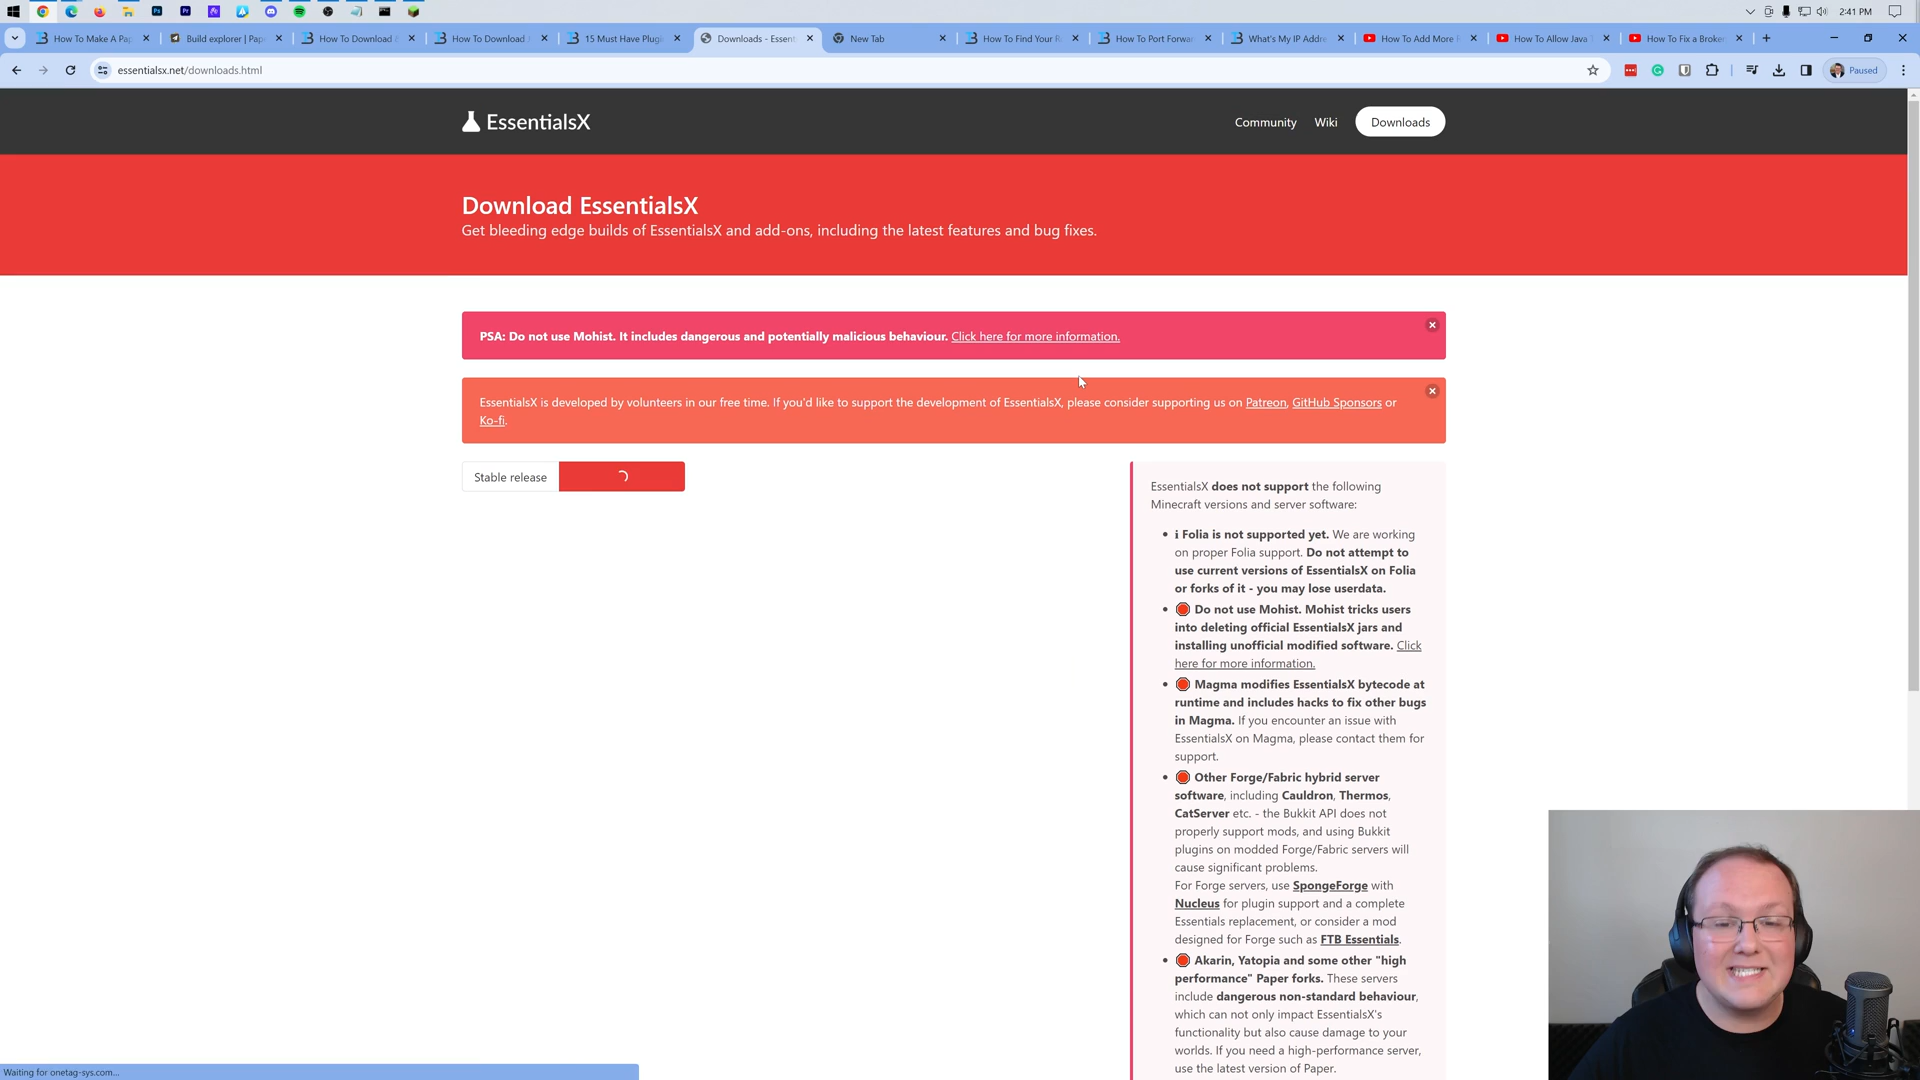 2:41 PM
How To Make A Pa
Build explorer | Pap
How To Download
How To Download
15 Must Have Plugi
Downloads - Essent
New Tab
How To Find Your R
How To Port Forwa
What's My IP Addre
How To Add More
How To Allow Java
How To Fix a Broke
essentialsx.net/downloads.html
Paused
EssentialsX
Community
Wiki
Downloads
Download EssentialsX
Get bleeding edge builds of EssentialsX and add-ons, including the latest features and bug fixes.
PSA: Do not use Mohist. It includes dangerous and potentially malicious behaviour. Click here for more information.
EssentialsX is developed by volunteers in our free time. If you'd like to support the development of EssentialsX, please consider supporting us on Patreon, GitHub Sponsors or
Ko-fi.
Stable release
EssentialsX does not support the following
Minecraft versions and server software:
• ℹ Folia is not supported yet. We are working
on proper Folia support. Do not attempt to
use current versions of EssentialsX on Folia
or forks of it - you may lose userdata.
• Do not use Mohist. Mohist tricks users
into deleting official EssentialsX jars and
installing unofficial modified software. Click
here for more information.
• Magma modifies EssentialsX bytecode at
runtime and includes hacks to fix other bugs
in Magma. If you encounter an issue with
EssentialsX on Magma, please contact them for
support.
• Other Forge/Fabric hybrid server
software, including Cauldron, Thermos,
CatServer etc. - the Bukkit API does not
properly support mods, and using Bukkit
plugins on modded Forge/Fabric servers will
cause significant problems.
For Forge servers, use SpongeForge with
Nucleus for plugin support and a complete
Essentials replacement, or consider a mod
designed for Forge such as FTB Essentials.
• Akarin, Yatopia and some other "high
performance" Paper forks. These servers
include dangerous non-standard behaviour,
which can not only impact EssentialsX's
functionality but also cause damage to your
worlds. If you need a high-performance server,
use the latest version of Paper.
Waiting for onetag-sys.com...